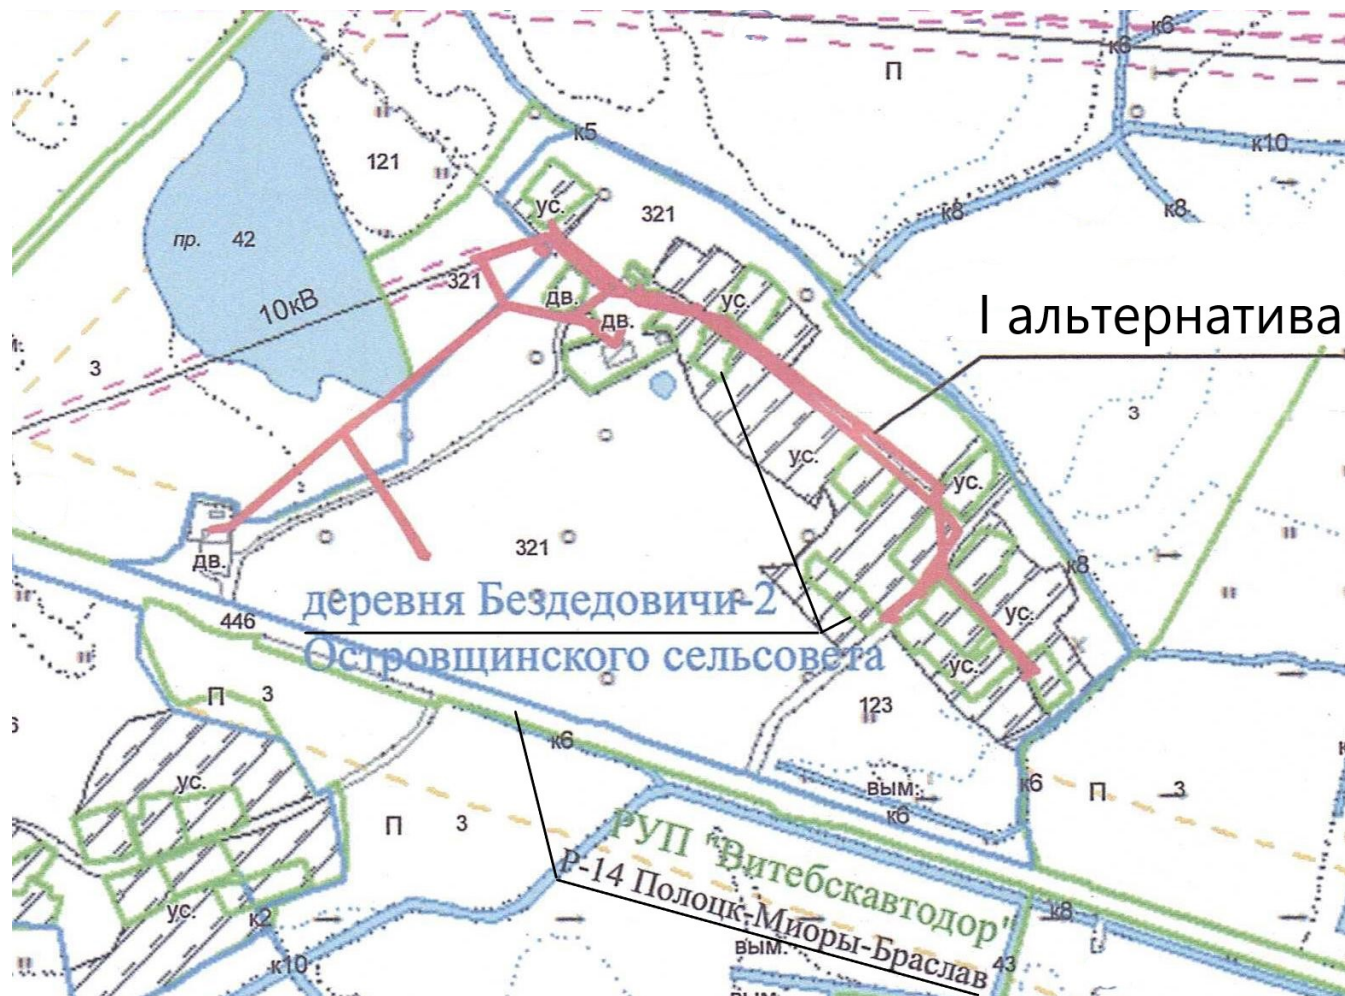 к6
к6
П
к5
к10
121
ус.
321
к8
к8
пр. 42
321
10кВ
дв.
ус.
дв.
I альтернатива
3
3
ус.
ус.
321
дв.
к8
деревня Бездедовичи-2
ус.
446
Островщинского сельсовета
ус.
П 3
123
к6
ус.
вым.
к6
П
3
к6
П
3
РУП "Витебскавтодор"
Р-14 Полоцк-Миоры-Браслав
ус.
к2
к8
вым.
к10
43
вым.